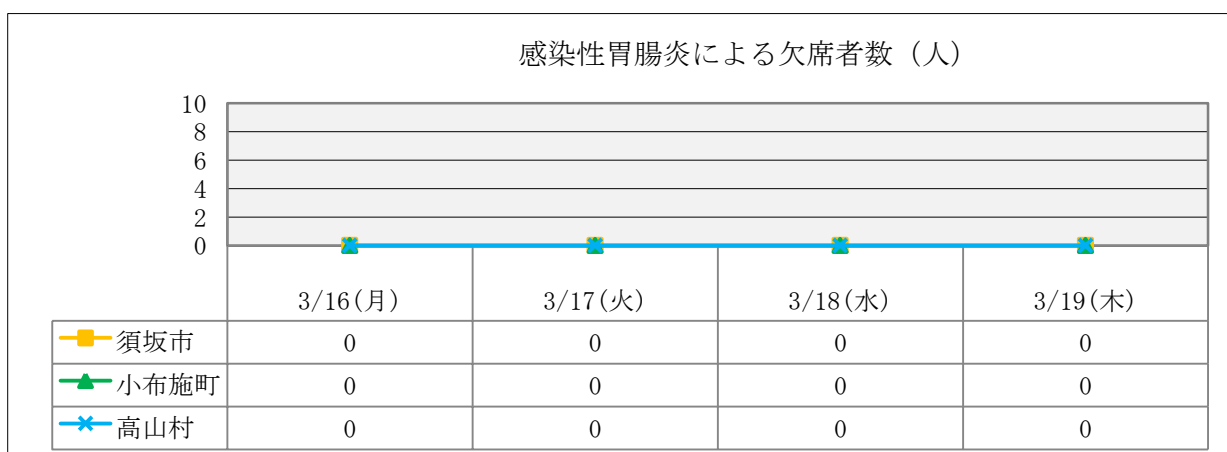 感染性胃腸炎による欠席者数（人）
10
8
6
4
2
0
3/16(月) 3/17(火) 3/18(水) 3/19(木)
須坂市 0 0 0 0
小布施町 0 0 0 0
高山村 0 0 0 0